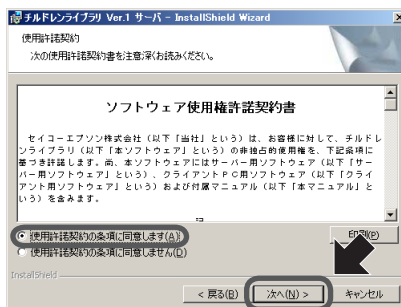 チルドレンライブラリ Ver.1 サーバ - InstallShield Wizard
使用許諾契約
次の使用許諾契約書を注意深くお読みください。
ソフトウェア使用権許諾契約書
セイコーエプソン株式会社（以下「当社」という）は、お客様に対して、チルドレ
ンライブラリ（以下「本ソフトウェア」という）の非独占的使用権を、下記条項に
基づき許諾します。尚、本ソフトウェアにはサーバー用ソフトウェア（以下「サー
バー用ソフトウェア」という）、クライアントPC用ソフトウェア（以下「クライ
アント用ソフトウェア」という）および付属マニュアル（以下「本マニュアル」と
いう）を含みます。
使用許諾契約の条項に同意します(A)
使用許諾契約の条項に同意しません(D)
InstallShield
< 戻る(B)
次へ(N) >
キャンセル